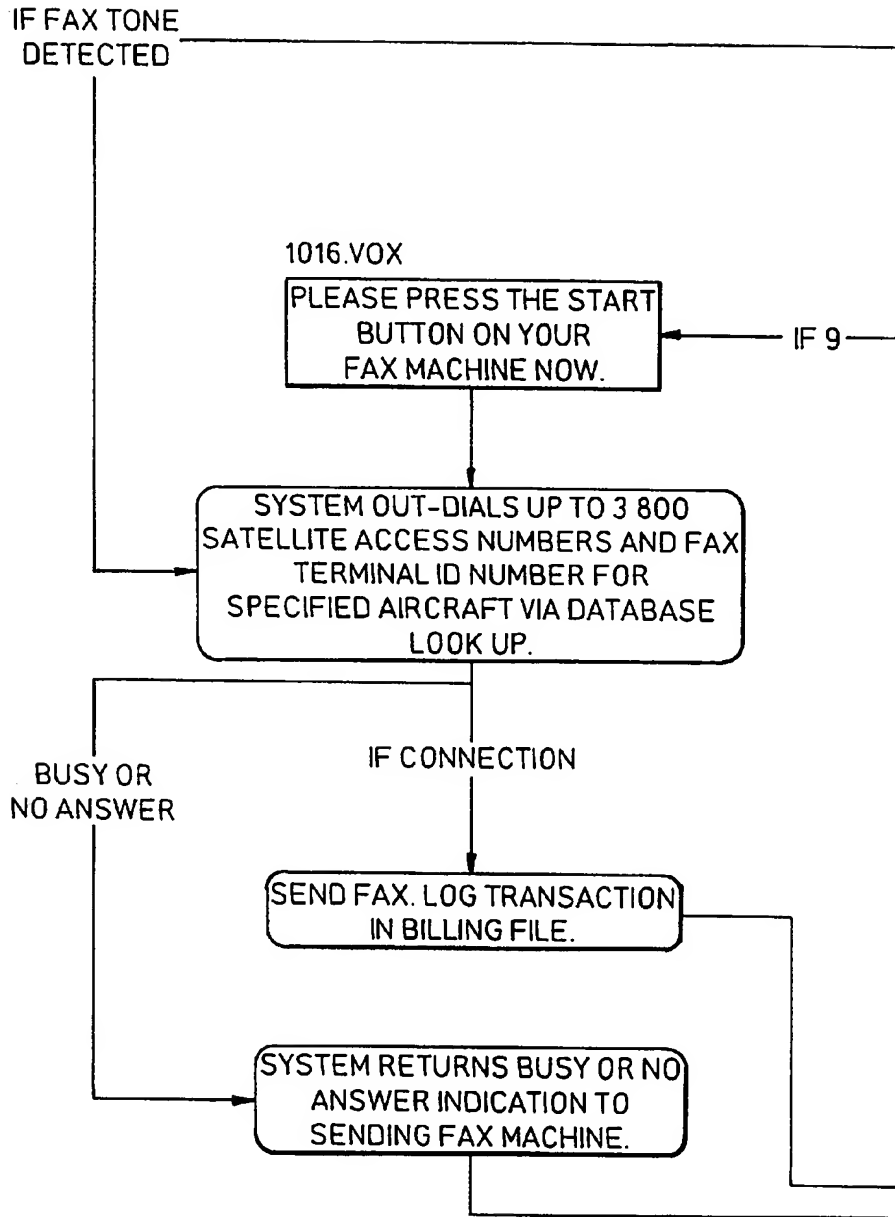 IF FAX TONE
DETECTED
1016.VOX
PLEASE PRESS THE START
BUTTON ON YOUR
FAX MACHINE NOW.
IF 9
SYSTEM OUT-DIALS UP TO 3 800
SATELLITE ACCESS NUMBERS AND FAX
TERMINAL ID NUMBER FOR
SPECIFIED AIRCRAFT VIA DATABASE
LOOK UP.
BUSY OR
NO ANSWER
IF CONNECTION
SEND FAX. LOG TRANSACTION
IN BILLING FILE.
SYSTEM RETURNS BUSY OR NO
ANSWER INDICATION TO
SENDING FAX MACHINE.